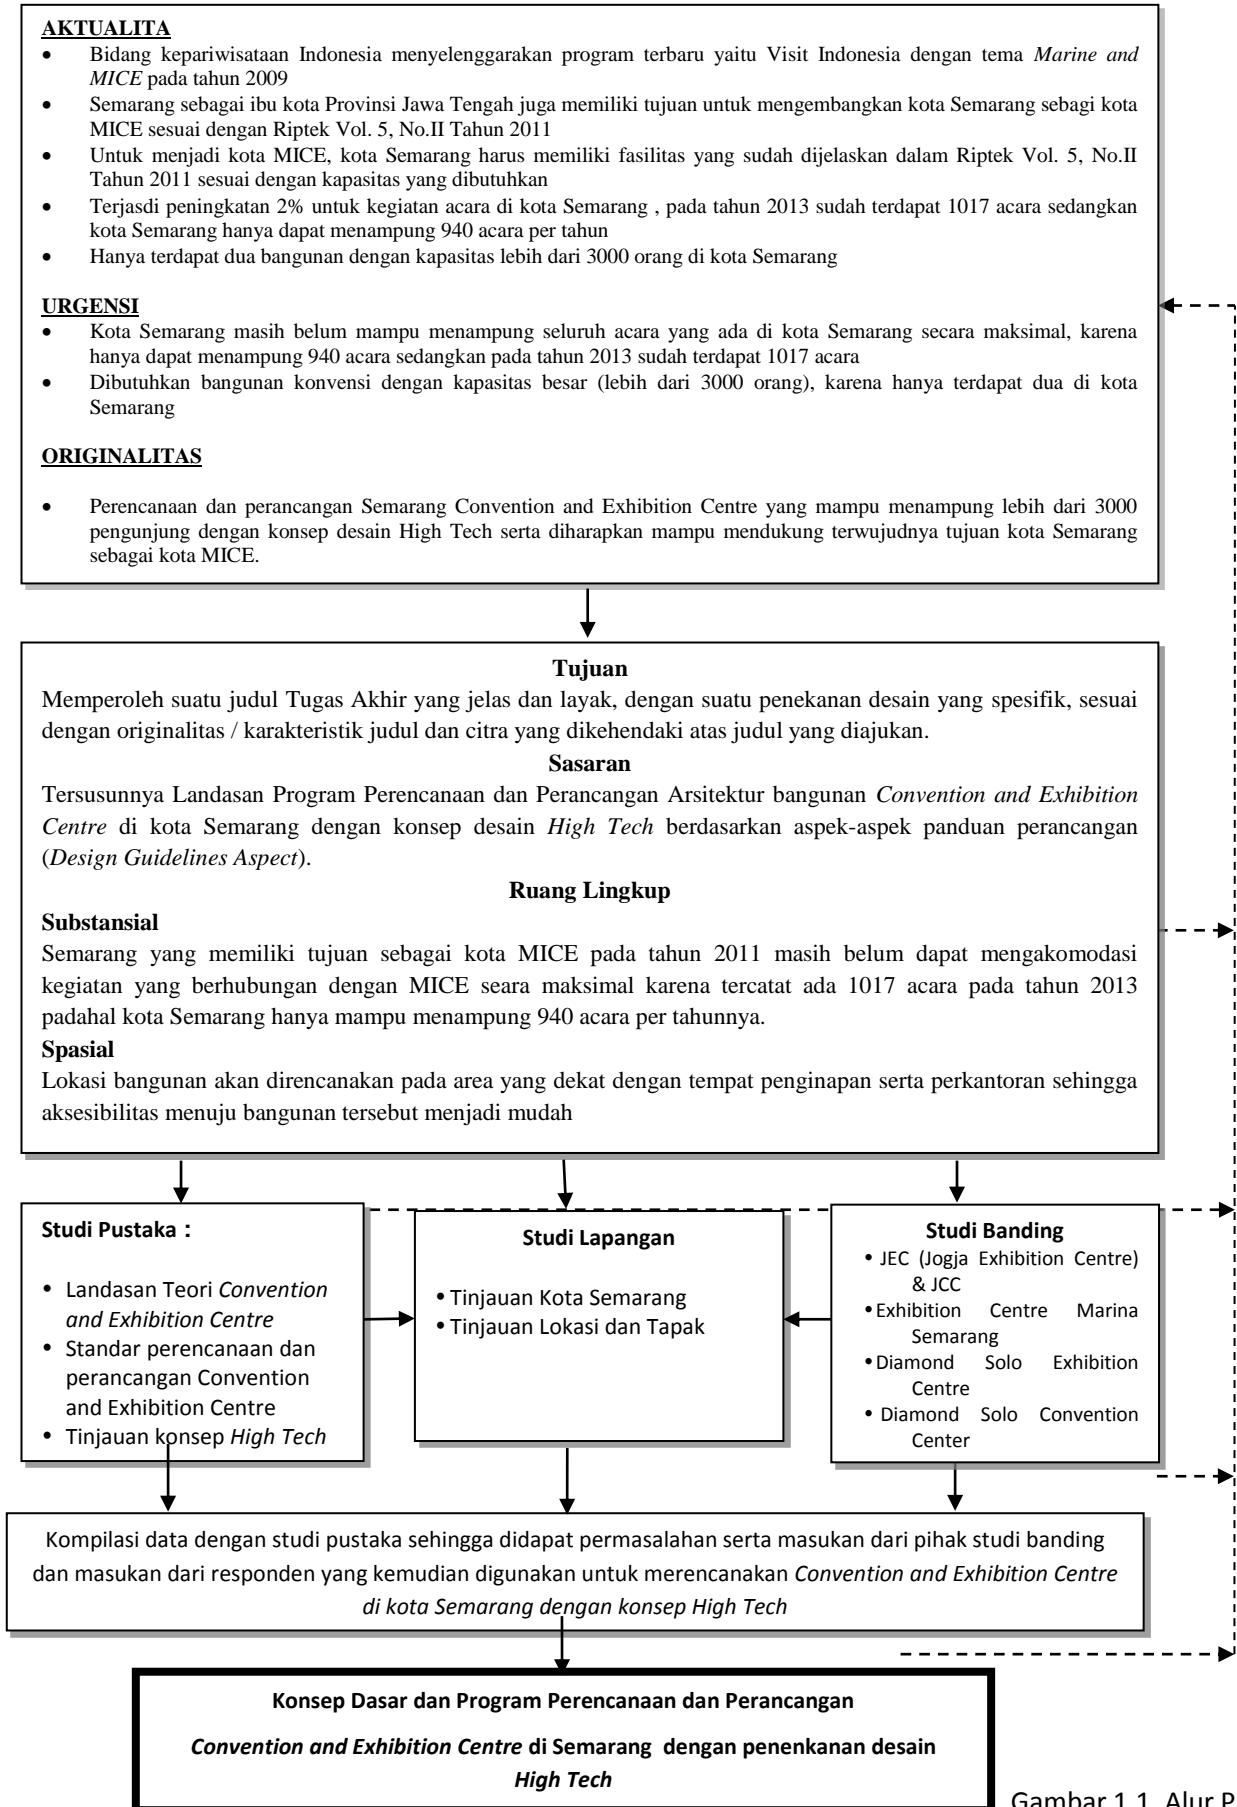 AKTUALITA
• Bidang kepariwisataan Indonesia menyelenggarakan program terbaru yaitu Visit Indonesia dengan tema Marine and
MICE pada tahun 2009
• Semarang sebagai ibu kota Provinsi Jawa Tengah juga memiliki tujuan untuk mengembangkan kota Semarang sebagi kota
MICE sesuai dengan Riptek Vol. 5, No.II Tahun 2011
• Untuk menjadi kota MICE, kota Semarang harus memiliki fasilitas yang sudah dijelaskan dalam Riptek Vol. 5, No.II
Tahun 2011 sesuai dengan kapasitas yang dibutuhkan
• Terjasdi peningkatan 2% untuk kegiatan acara di kota Semarang , pada tahun 2013 sudah terdapat 1017 acara sedangkan
kota Semarang hanya dapat menampung 940 acara per tahun
• Hanya terdapat dua bangunan dengan kapasitas lebih dari 3000 orang di kota Semarang
URGENSI
• Kota Semarang masih belum mampu menampung seluruh acara yang ada di kota Semarang secara maksimal, karena
hanya dapat menampung 940 acara sedangkan pada tahun 2013 sudah terdapat 1017 acara
• Dibutuhkan bangunan konvensi dengan kapasitas besar (lebih dari 3000 orang), karena hanya terdapat dua di kota
Semarang
ORIGINALITAS
• Perencanaan dan perancangan Semarang Convention and Exhibition Centre yang mampu menampung lebih dari 3000
pengunjung dengan konsep desain High Tech serta diharapkan mampu mendukung terwujudnya tujuan kota Semarang
sebagai kota MICE.
Tujuan
Memperoleh suatu judul Tugas Akhir yang jelas dan layak, dengan suatu penekanan desain yang spesifik, sesuai
dengan originalitas / karakteristik judul dan citra yang dikehendaki atas judul yang diajukan.
Sasaran
Tersusunnya Landasan Program Perencanaan dan Perancangan Arsitektur bangunan Convention and Exhibition
Centre di kota Semarang dengan konsep desain High Tech berdasarkan aspek-aspek panduan perancangan
(Design Guidelines Aspect).
Ruang Lingkup
Substansial
Semarang yang memiliki tujuan sebagai kota MICE pada tahun 2011 masih belum dapat mengakomodasi
kegiatan yang berhubungan dengan MICE seara maksimal karena tercatat ada 1017 acara pada tahun 2013
padahal kota Semarang hanya mampu menampung 940 acara per tahunnya.
Spasial
Lokasi bangunan akan direncanakan pada area yang dekat dengan tempat penginapan serta perkantoran sehingga
aksesibilitas menuju bangunan tersebut menjadi mudah
Studi Pustaka :
• Landasan Teori Convention
and Exhibition Centre
• Standar perencanaan dan
perancangan Convention
and Exhibition Centre
• Tinjauan konsep High Tech
Studi Lapangan
• Tinjauan Kota Semarang
• Tinjauan Lokasi dan Tapak
Studi Banding
• JEC (Jogja Exhibition Centre)
& JCC
• Exhibition Centre Marina
Semarang
• Diamond Solo Exhibition
Centre
• Diamond Solo Convention
Center
Kompilasi data dengan studi pustaka sehingga didapat permasalahan serta masukan dari pihak studi banding
dan masukan dari responden yang kemudian digunakan untuk merencanakan Convention and Exhibition Centre
di kota Semarang dengan konsep High Tech
Konsep Dasar dan Program Perencanaan dan Perancangan
Convention and Exhibition Centre di Semarang dengan penenkanan desain
High Tech
Gambar 1.1 Alur P